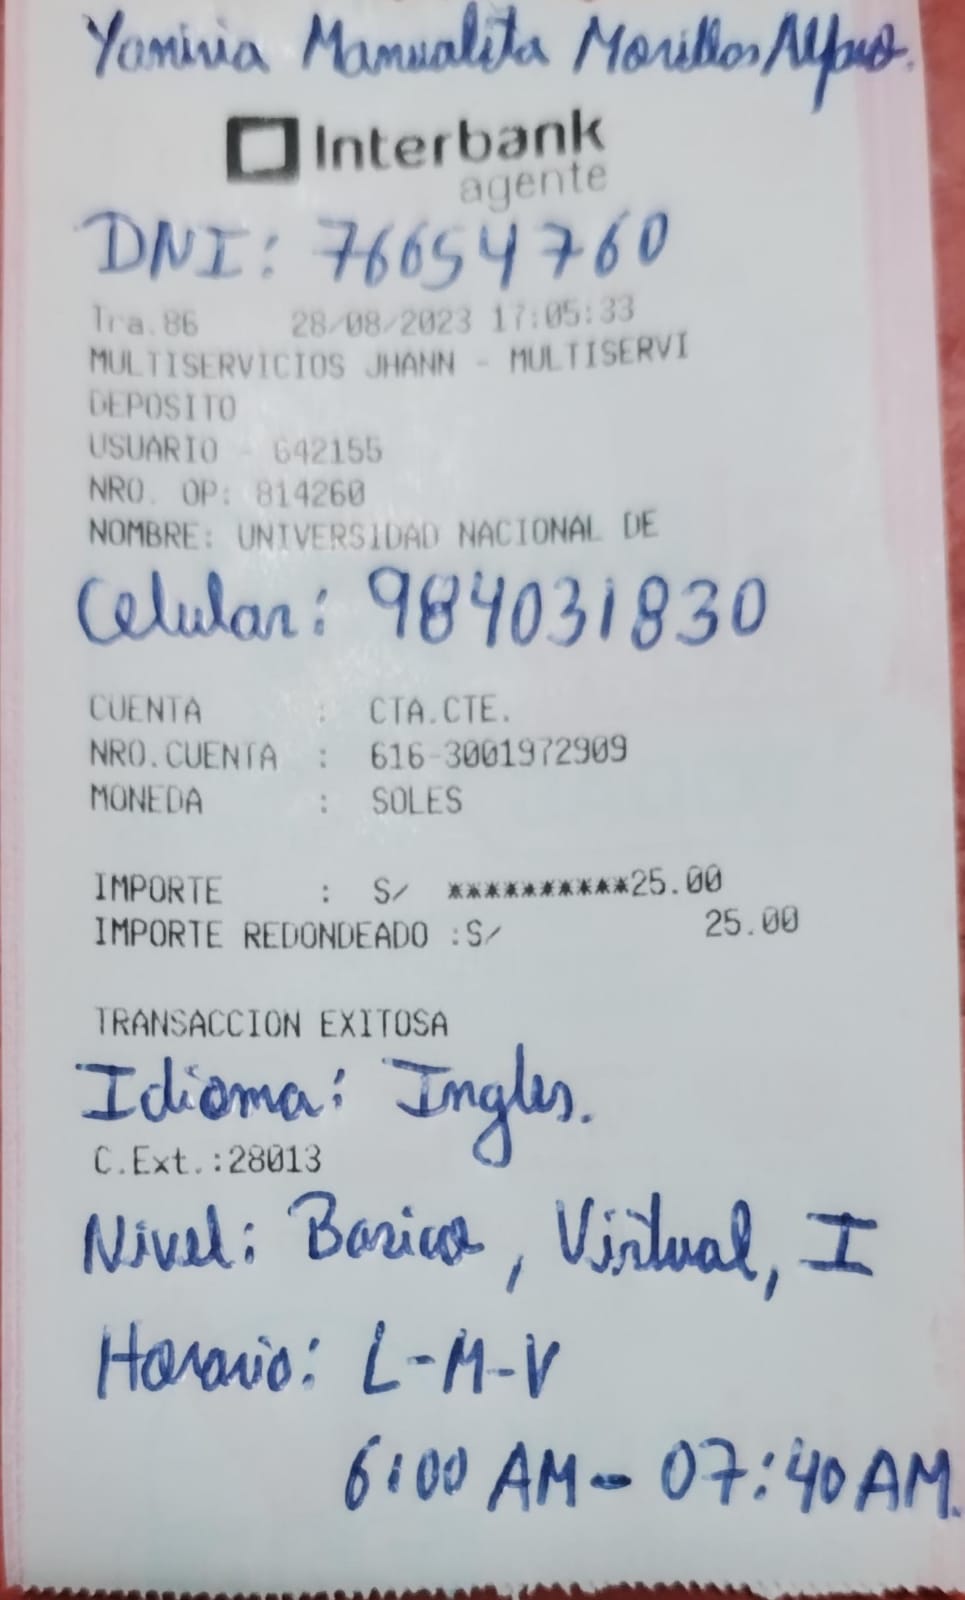 Yaniria Manualita Morillos Alfaro.
Interbank
agente
DNI: 76654760
Tra.86 28/08/2023 17:05:33
MULTISERVICIOS JHANN - MULTISERVI
DEPOSITO
USUARIO - 642155
NRO. OP: 814260
NOMBRE: UNIVERSIDAD NACIONAL DE
Celular: 984031830
CUENTA : CTA.CTE.
NRO.CUENTA : 616-3001972909
MONEDA : SOLES
IMPORTE : S/ **********25.00
IMPORTE REDONDEADO :S/ 25.00
TRANSACCION EXITOSA
Idioma: Ingles.
C.Ext.:28013
Nivel: Basico, Virtual, I
Horario: L-M-V
6:00 AM - 07:40 AM.